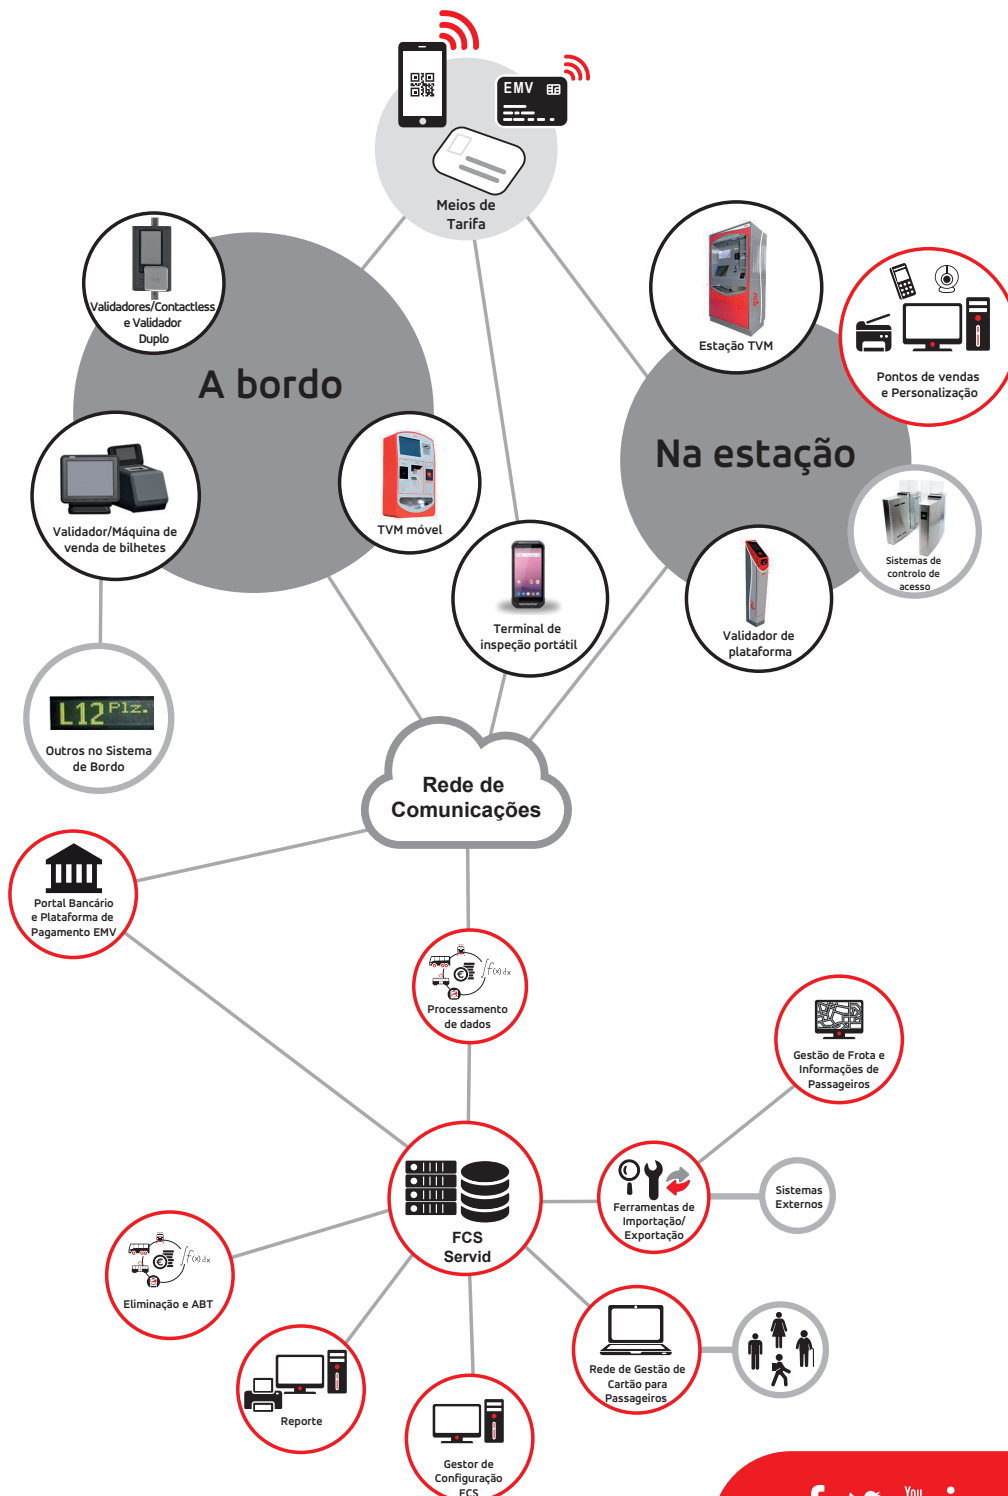 EMV
Meios de
Tarifa
Validadores/Contactless
e Validador
Duplo
Estação TVM
Pontos de vendas
e Personalização
A bordo
Na estação
Validador/Máquina de
venda de bilhetes
TVM móvel
Sistemas de
controlo de
acesso
Terminal de
inspeção portátil
Validador de
plataforma
L12 Plz.
Outros no Sistema
de Bordo
Rede de
Comunicações
Portal Bancário
e Plataforma de
Pagamento EMV
∫f(x) dx
Processamento
de dados
Gestão de Frota e
Informações de
Passageiros
Ferramentas de
Importação/
Exportação
Sistemas
Externos
FCS
Servid
∫f(x) dx
Eliminação e ABT
Rede de Gestão de
Cartão para
Passageiros
Reporte
Gestor de
Configuração
FCS
You